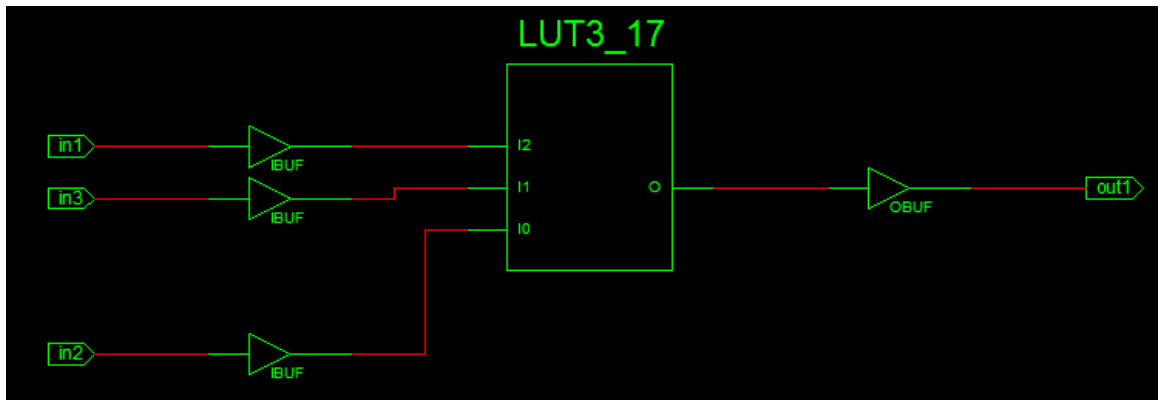 LUT3_17
in1
IBUF
I2
in3
IBUF
I1
O
OBUF
out1
I0
in2
IBUF